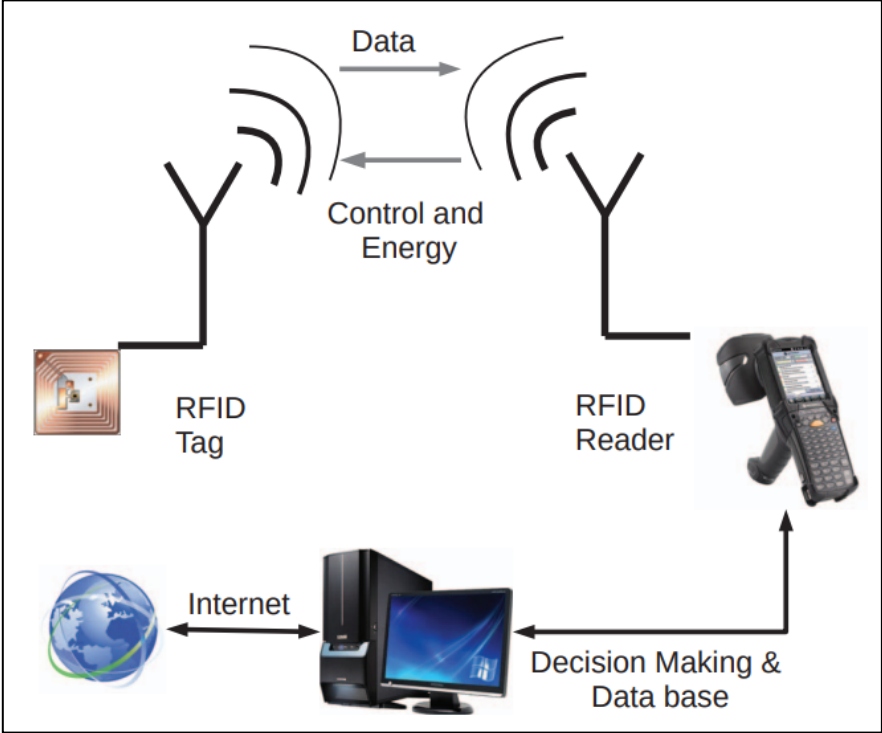 Data
Control and
Energy
RFID
Tag
RFID
Reader
Internet
Decision Making &
Data base